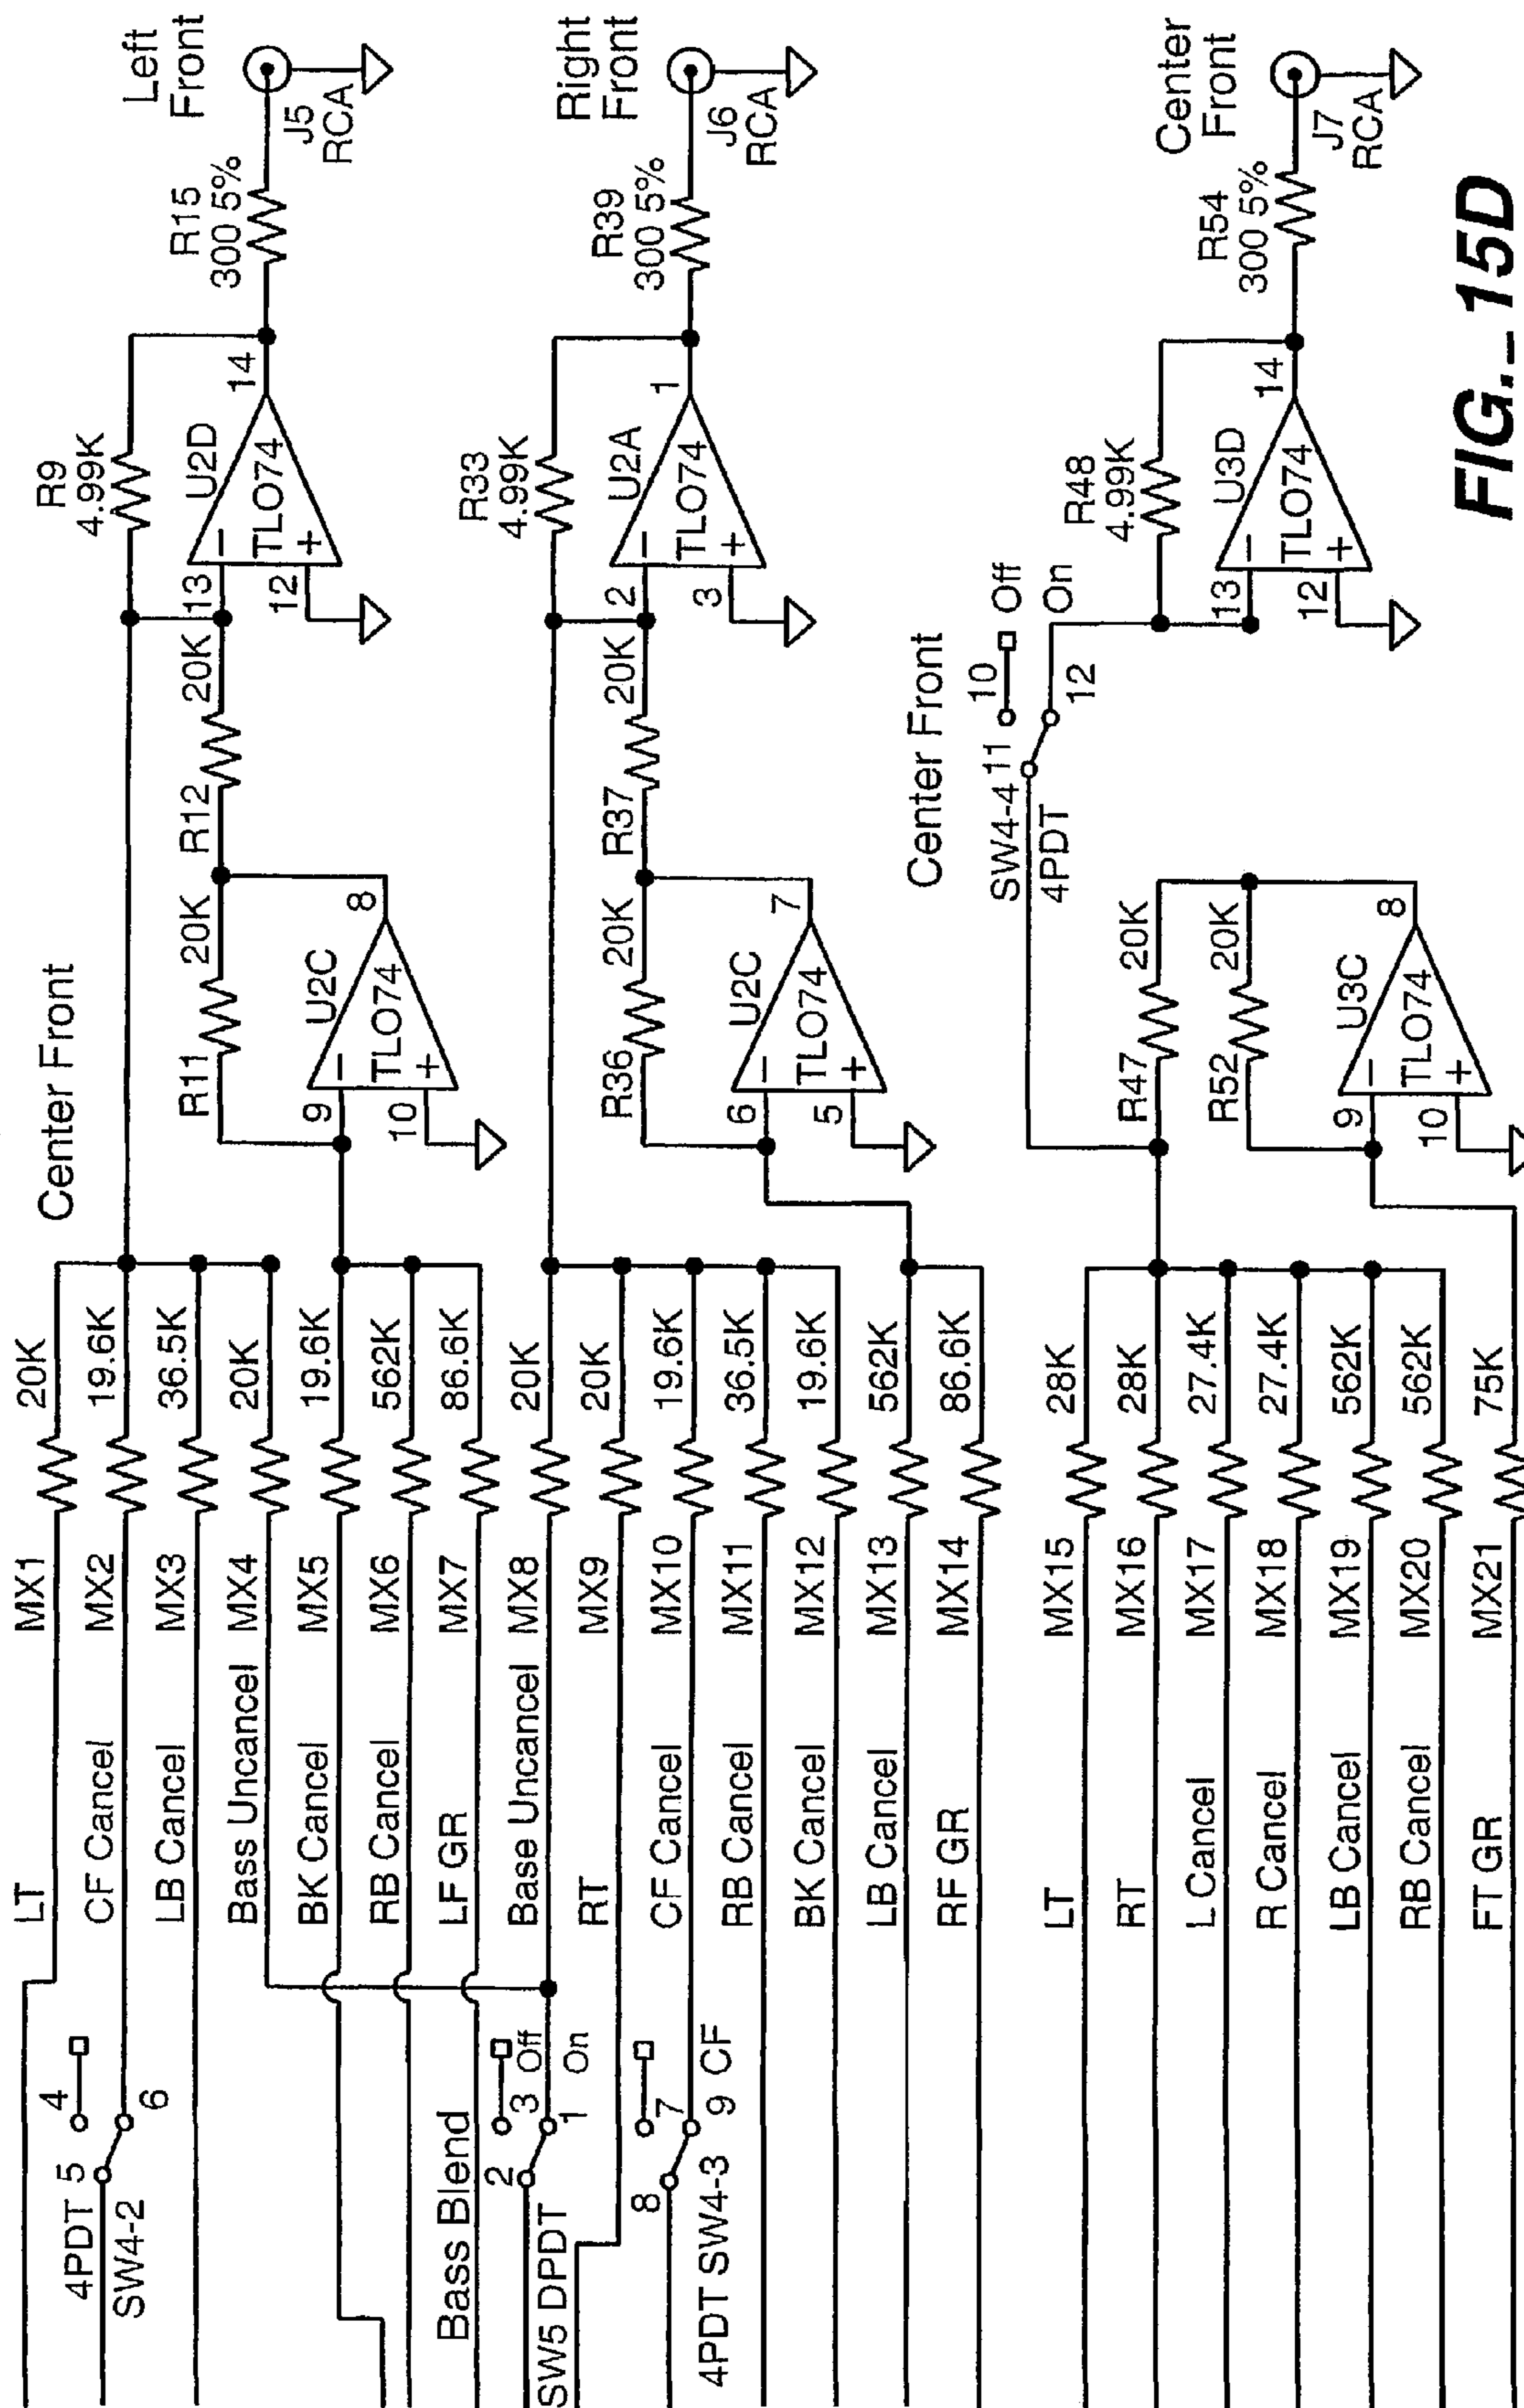 Left
Front
J5
RCA
R15
300 5%
R9
4.99K
14
U2D
TLO74
−
+
13
12
20K
R12
20K
R11
8
U2C
TLO74
−
+
9
10
Center Front
20K
MX1
LT
19.6K
MX2
CF Cancel
36.5K
MX3
LB Cancel
20K
MX4
Bass Uncancel
19.6K
MX5
BK Cancel
562K
MX6
RB Cancel
86.6K
MX7
LF GR
4
5
6
4PDT
SW4-2
Right
Front
J6
RCA
R39
300 5%
R33
4.99K
1
U2A
TLO74
−
+
2
3
20K
R37
20K
R36
7
U2C
TLO74
−
+
6
5
20K
MX8
Base Uncancel
20K
MX9
RT
19.6K
MX10
CF Cancel
36.5K
MX11
RB Cancel
19.6K
MX12
BK Cancel
562K
MX13
LB Cancel
86.6K
MX14
RF GR
Bass Blend
2
3 Off
1
On
SW5 DPDT
8
7
9 CF
4PDT SW4-3
Center
Front
J7
RCA
R54
300 5%
R48
4.99K
14
U3D
TLO74
−
+
13
12
Center Front
10
Off
On
12
SW4-4 11
4PDT
20K
R47
20K
R52
8
U3C
TLO74
−
+
9
10
28K
MX15
LT
28K
MX16
RT
27.4K
MX17
L Cancel
27.4K
MX18
R Cancel
562K
MX19
LB Cancel
562K
MX20
RB Cancel
75K
MX21
FT GR
FIG._15D